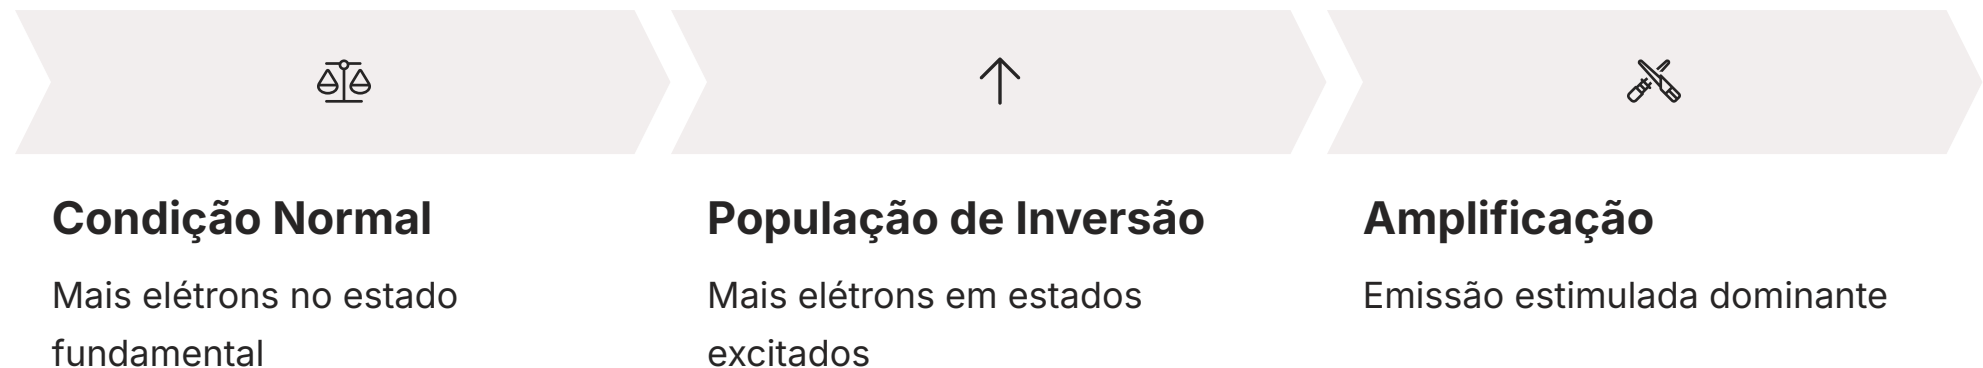 Condição Normal
Mais elétrons no estado
fundamental
População de Inversão
Mais elétrons em estados
excitados
Amplificação
Emissão estimulada dominante